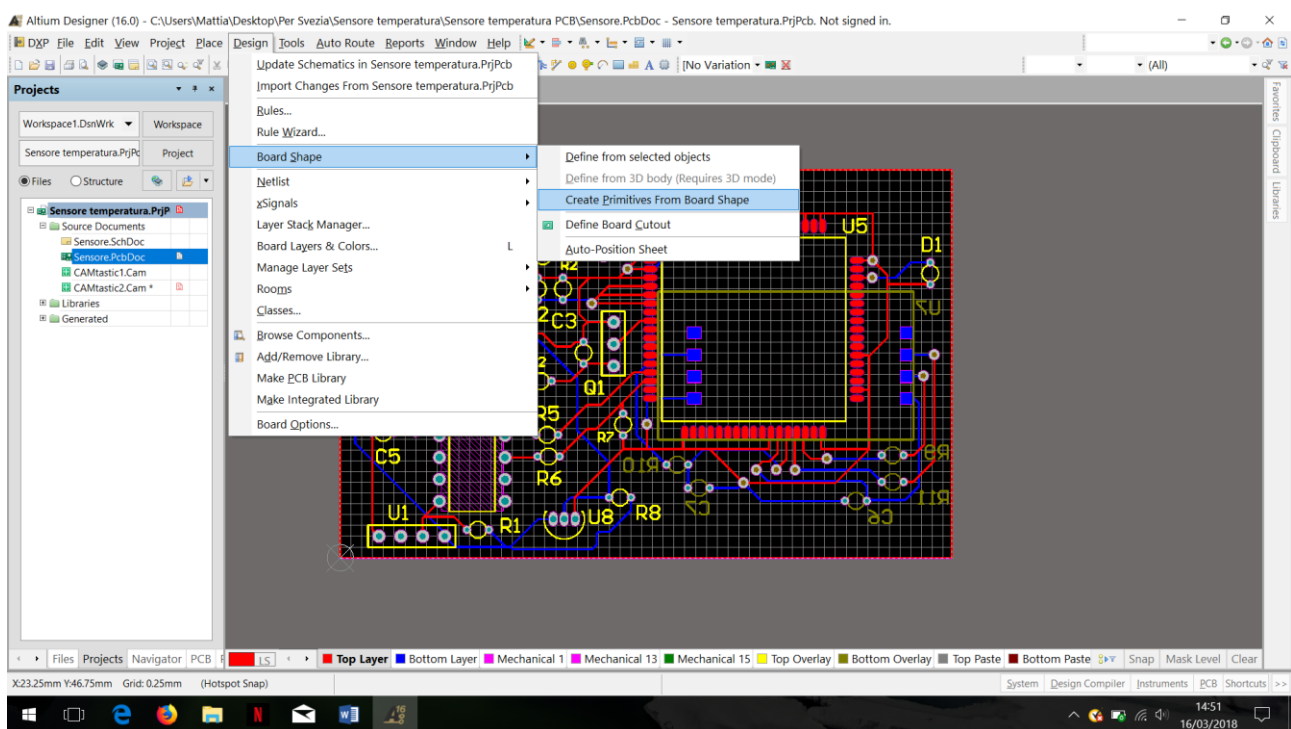 Altium Designer (16.0) - C:\Users\Mattia\Desktop\Per Svezia\Sensore temperatura\Sensore temperatura PCB\Sensore.PcbDoc - Sensore temperatura.PrjPcb. Not signed in.
DXP File Edit View Project Place Design Tools Auto Route Reports Window Help
[No Variation (All)
Projects
Update Schematics in Sensore temperatura.PrjPcb
Import Changes From Sensore temperatura.PrjPcb
Rules...
Rule Wizard...
Board Shape
Netlist
xSignals
Layer Stack Manager...
Board Layers & Colors... L
Manage Layer Sets
Rooms
Classes...
Browse Components...
Add/Remove Library...
Make PCB Library
Make Integrated Library
Board Options...
Define from selected objects
Define from 3D body (Requires 3D mode)
Create Primitives From Board Shape
Define Board Cutout
Auto-Position Sheet
Workspace1.DsnWrk Workspace
Sensore temperatura.PrjPc Project
Files Structure
Sensore temperatura.PrjP
Source Documents
Sensore.SchDoc
Sensore.PcbDoc
CAMtastic1.Cam
CAMtastic2.Cam *
Libraries
Generated
Favorites
Clipboard
Libraries
U5
D1
R2
U7
C3
Q1
R5
R7
C5
R10
R9
R6
C7
R11
U1
R1
U8
R8
C6
Files Projects Navigator PCB
LS Top Layer Bottom Layer Mechanical 1 Mechanical 13 Mechanical 15 Top Overlay Bottom Overlay Top Paste Bottom Paste Snap Mask Level Clear
X:23.25mm Y:46.75mm Grid: 0.25mm (Hotspot Snap)
System Design Compiler Instruments PCB Shortcuts >>
14:51
16/03/2018